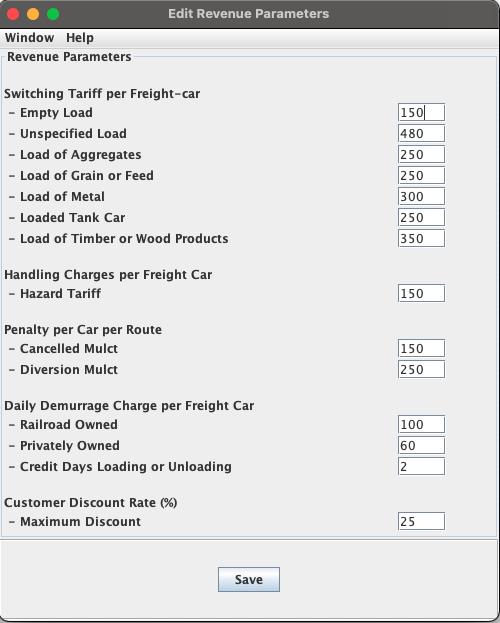 Edit Revenue Parameters
Window Help
Revenue Parameters
Switching Tariff per Freight-car
- Empty Load 150
- Unspecified Load 480
- Load of Aggregates 250
- Load of Grain or Feed 250
- Load of Metal 300
- Loaded Tank Car 250
- Load of Timber or Wood Products 350
Handling Charges per Freight Car
- Hazard Tariff 150
Penalty per Car per Route
- Cancelled Mulct 150
- Diversion Mulct 250
Daily Demurrage Charge per Freight Car
- Railroad Owned 100
- Privately Owned 60
- Credit Days Loading or Unloading 2
Customer Discount Rate (%)
- Maximum Discount 25
Save